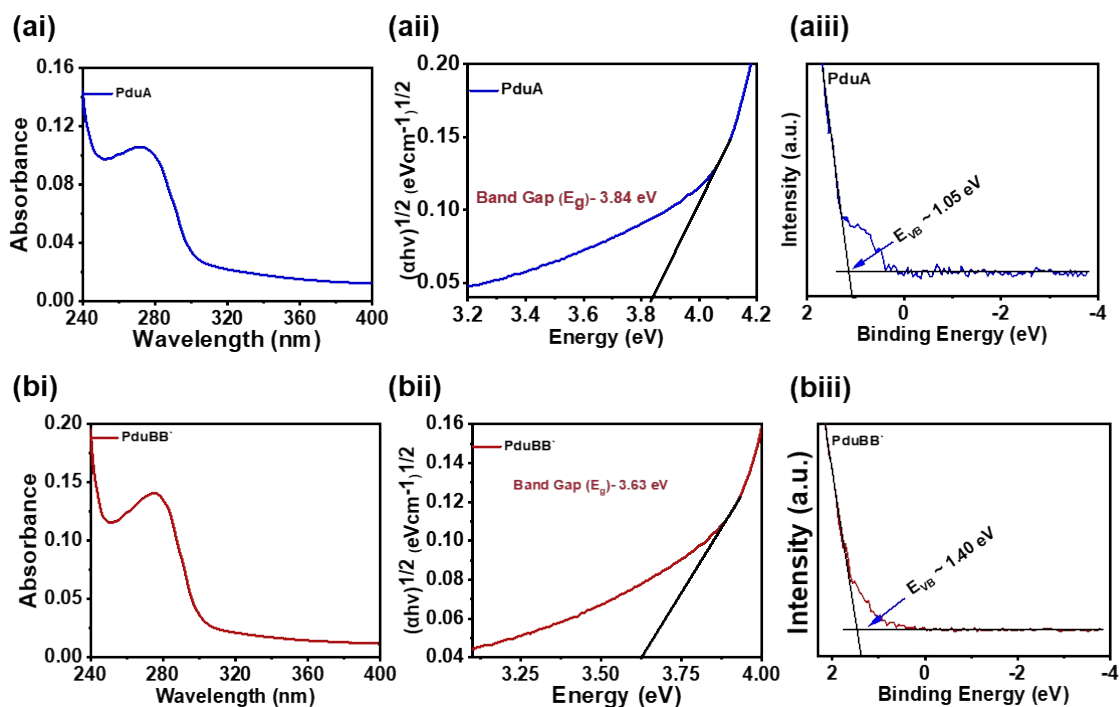 (ai)
0.16
0.12
0.08
0.04
0.00
240
280
320
360
400
Absorbance
Wavelength (nm)
PduA
(aii)
0.20
0.15
0.10
0.05
3.2
3.4
3.6
3.8
4.0
4.2
(αhv)1/2 (eVcm-1)1/2
Energy (eV)
PduA
Band Gap (Eg)- 3.84 eV
(aiii)
PduA
Intensity (a.u.)
EVB ~ 1.05 eV
2
0
-2
-4
Binding Energy (eV)
(bi)
0.20
0.15
0.10
0.05
0.00
240
280
320
360
400
Absorbance
Wavelength (nm)
PduBB`
(bii)
0.16
0.14
0.12
0.10
0.08
0.06
0.04
3.25
3.50
3.75
4.00
(αhv)1/2 (eVcm-1)1/2
Energy (eV)
PduBB`
Band Gap (Eg)- 3.63 eV
(biii)
PduBB`
Intensity (a.u.)
EVB ~ 1.40 eV
2
0
-2
-4
Binding Energy (eV)